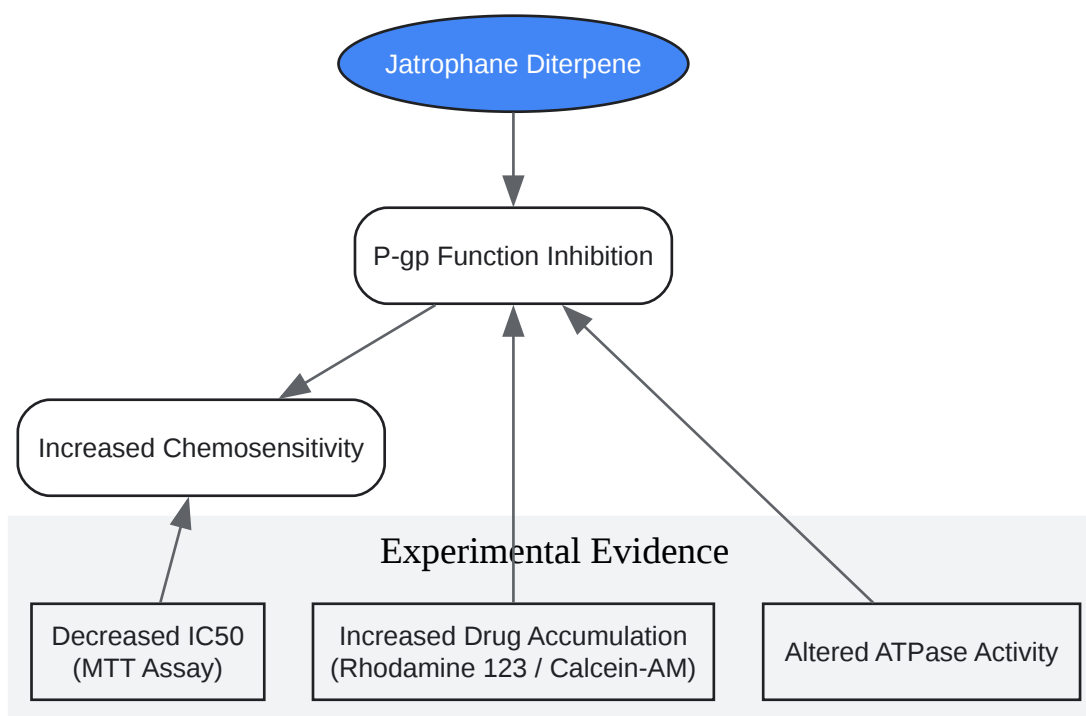 Jatrophane Diterpene
P-gp Function Inhibition
Increased Chemosensitivity
Experimental Evidence
Decreased IC50
(MTT Assay)
Increased Drug Accumulation
(Rhodamine 123 / Calcein-AM)
Altered ATPase Activity